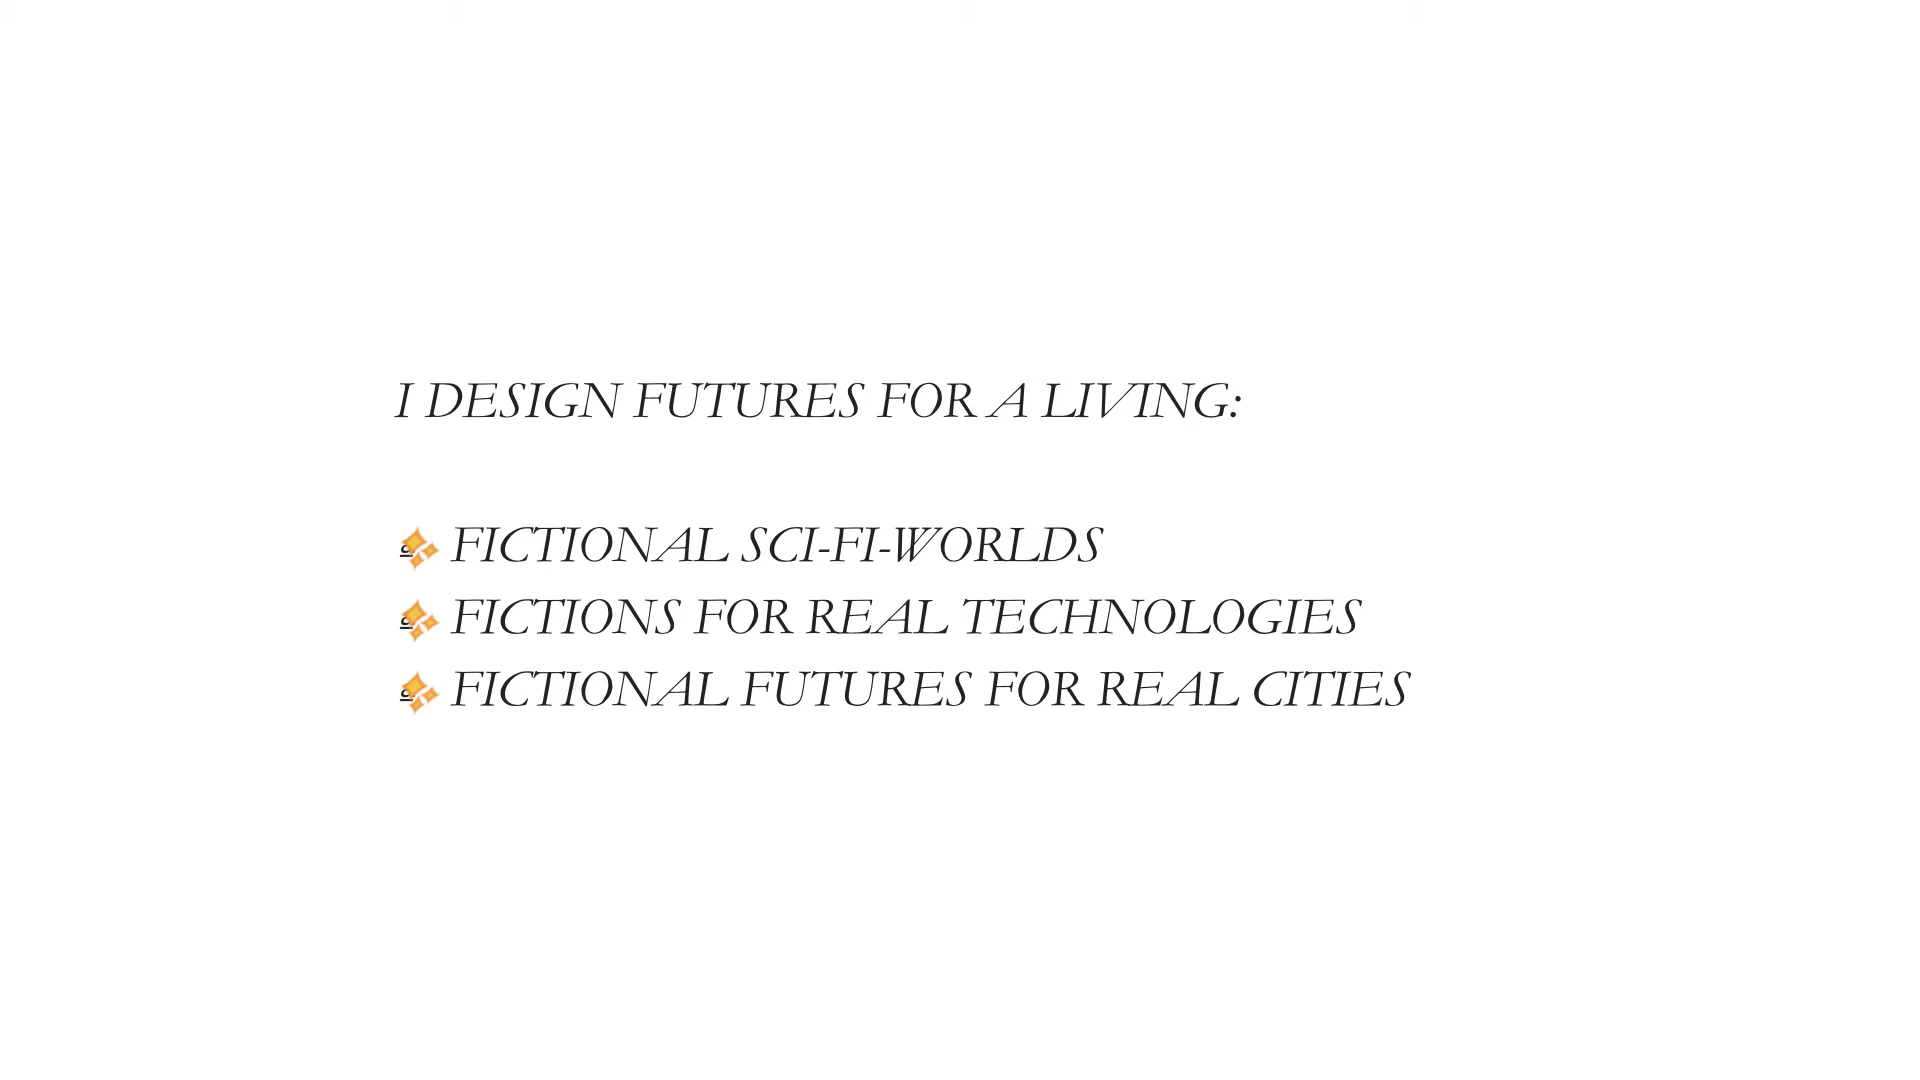 I DESIGN FUTURES FOR A LIVING:
✨ FICTIONAL SCI-FI-WORLDS
✨ FICTIONS FOR REAL TECHNOLOGIES
✨ FICTIONAL FUTURES FOR REAL CITIES